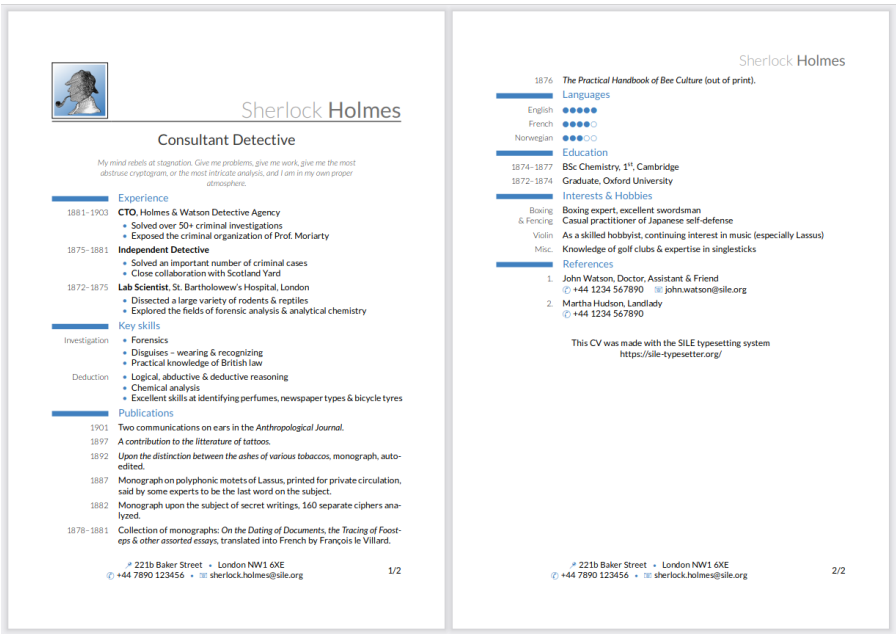 Sherlock Holmes
Consultant Detective
My mind rebels at stagnation. Give me problems, give me work, give me the most
abstruse cryptogram, or the most intricate analysis, and I am in my own proper
atmosphere.
Experience
1881–1903 CTO, Holmes & Watson Detective Agency
• Solved over 50+ criminal investigations
• Exposed the criminal organization of Prof. Moriarty
1875–1881 Independent Detective
• Solved an important number of criminal cases
• Close collaboration with Scotland Yard
1872–1875 Lab Scientist, St. Bartholowew's Hospital, London
• Dissected a large variety of rodents & reptiles
• Explored the fields of forensic analysis & analytical chemistry
Key skills
Investigation • Forensics
• Disguises – wearing & recognizing
• Practical knowledge of British law
Deduction • Logical, abductive & deductive reasoning
• Chemical analysis
• Excellent skills at identifying perfumes, newspaper types & bicycle tyres
Publications
1901 Two communications on ears in the Anthropological Journal.
1897 A contribution to the litterature of tattoos.
1892 Upon the distinction between the ashes of various tobaccos, monograph, auto-
edited.
1887 Monograph on polyphonic motets of Lassus, printed for private circulation,
said by some experts to be the last word on the subject.
1882 Monograph upon the subject of secret writings, 160 separate ciphers ana-
lyzed.
1878–1881 Collection of monographs: On the Dating of Documents, the Tracing of Foost-
eps & other assorted essays, translated into French by François le Villard.
221b Baker Street • London NW1 6XE
+44 7890 123456 • sherlock.holmes@sile.org
1/2
Sherlock Holmes
1876 The Practical Handbook of Bee Culture (out of print).
Languages
English
French
Norwegian
Education
1874–1877 BSc Chemistry, 1st, Cambridge
1872–1874 Graduate, Oxford University
Interests & Hobbies
Boxing Boxing expert, excellent swordsman
& Fencing Casual practitioner of Japanese self-defense
Violin As a skilled hobbyist, continuing interest in music (especially Lassus)
Misc. Knowledge of golf clubs & expertise in singlesticks
References
1. John Watson, Doctor, Assistant & Friend
+44 1234 567890 john.watson@sile.org
2. Martha Hudson, Landlady
+44 1234 567890
This CV was made with the SILE typesetting system
https://sile-typesetter.org/
221b Baker Street • London NW1 6XE
+44 7890 123456 • sherlock.holmes@sile.org
2/2